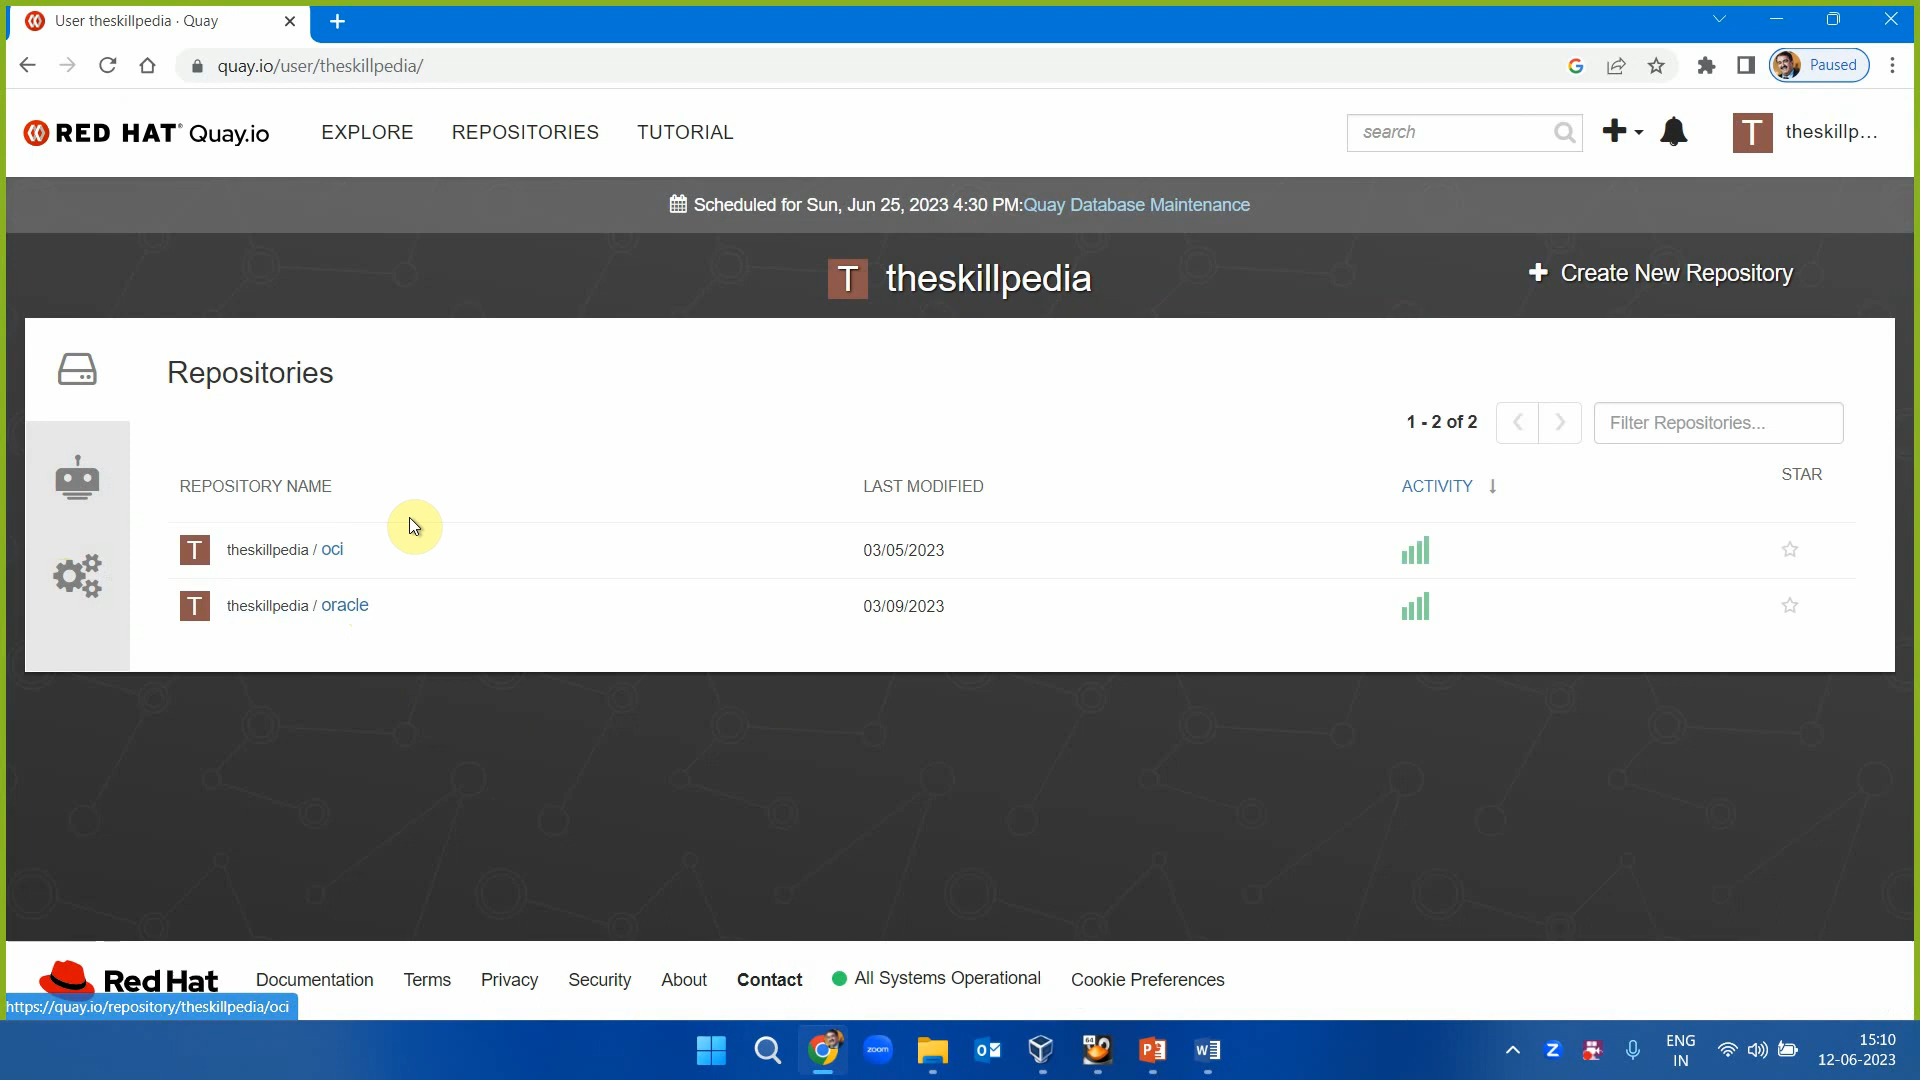 User theskillpedia · Quay
quay.io/user/theskillpedia/
Paused
RED HAT® Quay.io
EXPLORE
REPOSITORIES
TUTORIAL
search
T
theskillp...
Scheduled for Sun, Jun 25, 2023 4:30 PM:Quay Database Maintenance
T theskillpedia
Create New Repository
Repositories
1 - 2 of 2
Filter Repositories...
REPOSITORY NAME
LAST MODIFIED
ACTIVITY
STAR
T theskillpedia / oci
03/05/2023
T theskillpedia / oracle
03/09/2023
Red Hat
Documentation
Terms
Privacy
Security
About
Contact
All Systems Operational
Cookie Preferences
https://quay.io/repository/theskillpedia/oci
zoom
O
64
P
W
Z
ENG
IN
15:10
12-06-2023